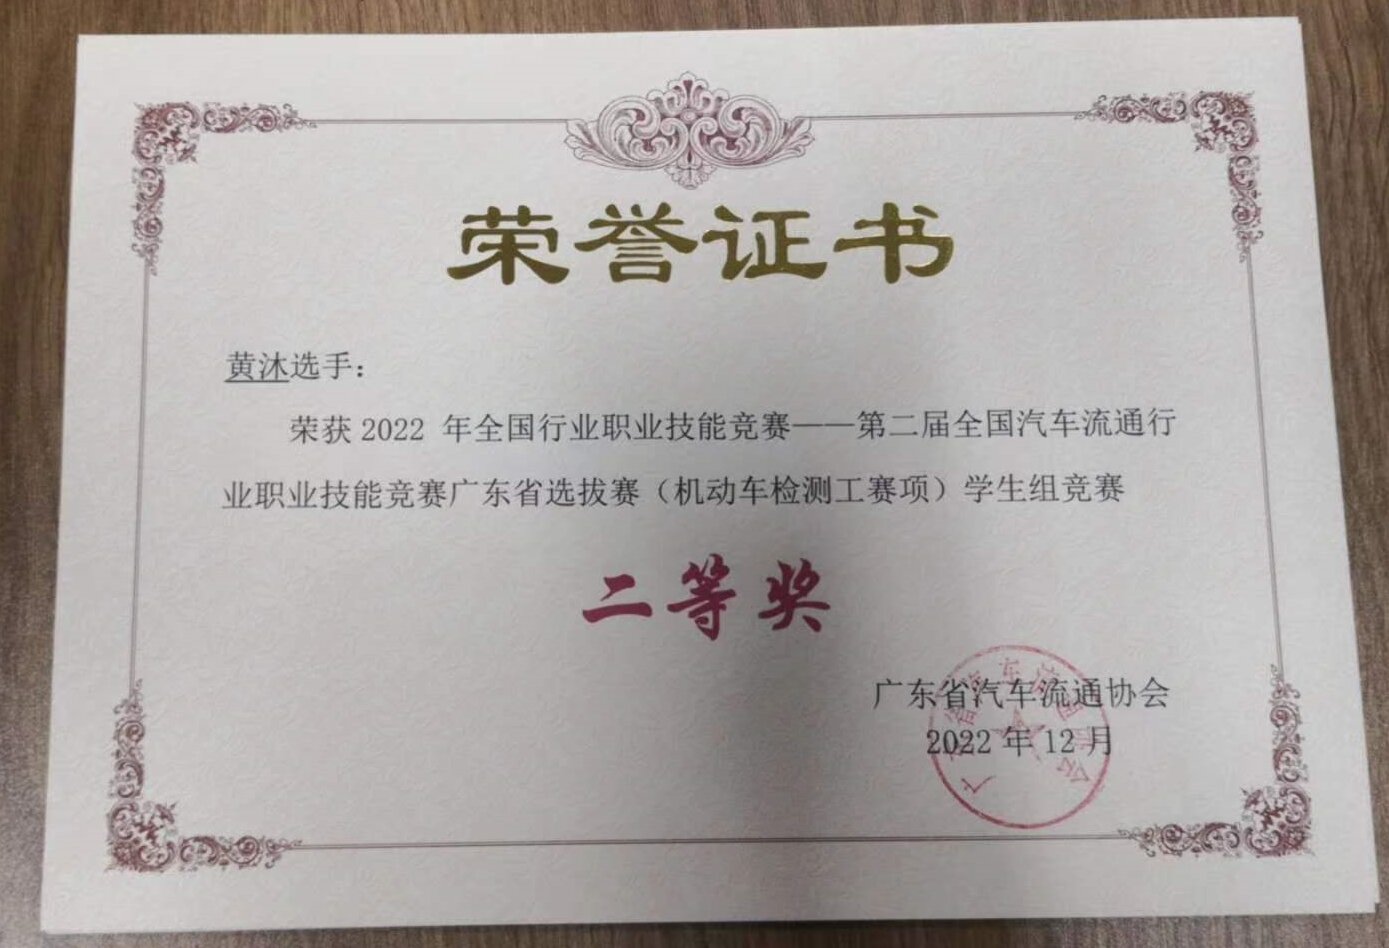 荣誉证书
黄沐选手：
荣获 2022 年全国行业职业技能竞赛——第二届全国汽车流通行
业职业技能竞赛广东省选拔赛（机动车检测工赛项）学生组竞赛
二等奖
广东省汽车流通协会
2022 年 12 月